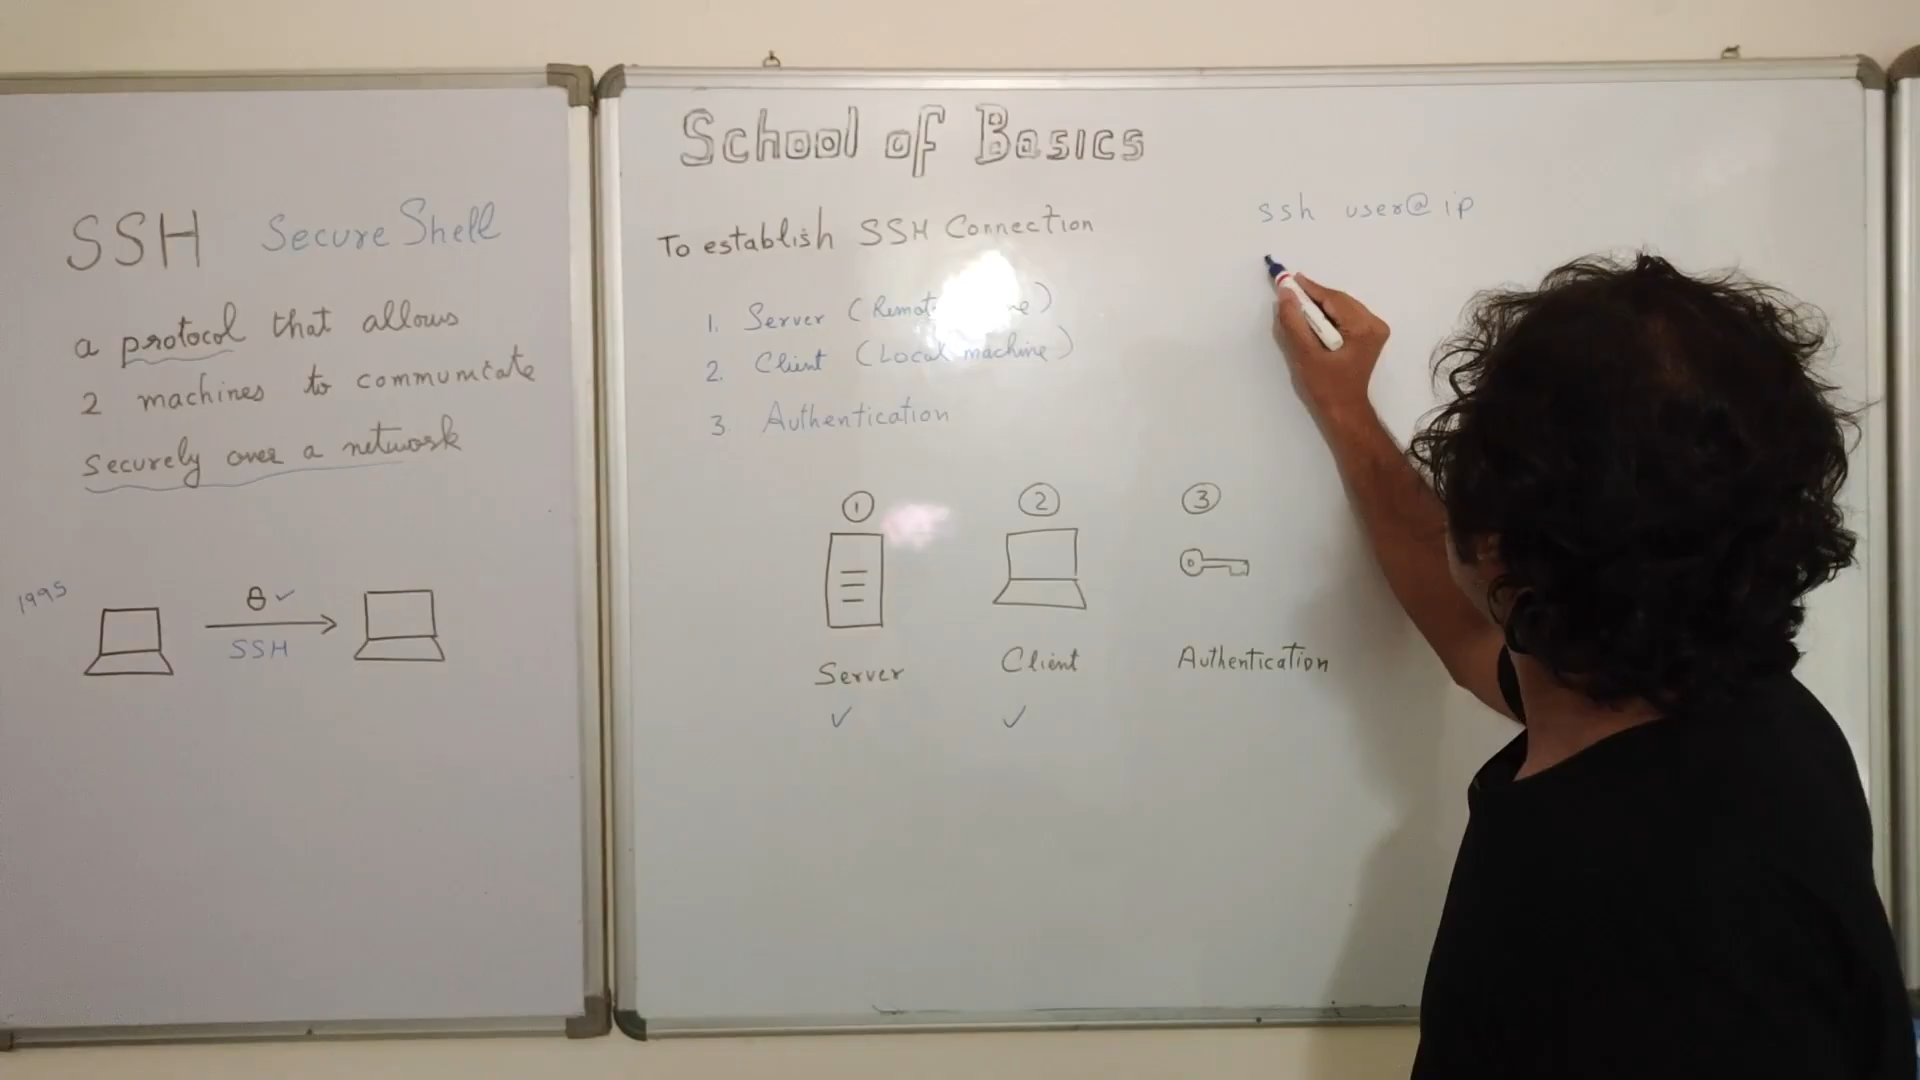 SSH Secure Shell
a protocol that allows
2 machines to communicate
securely over a network
1995
SSH
School of Basics
To establish SSH Connection
1. Server (Remot ne)
2. Client (Local machine)
3. Authentication
1 2 3
Server Client Authentication
ssh user@ip